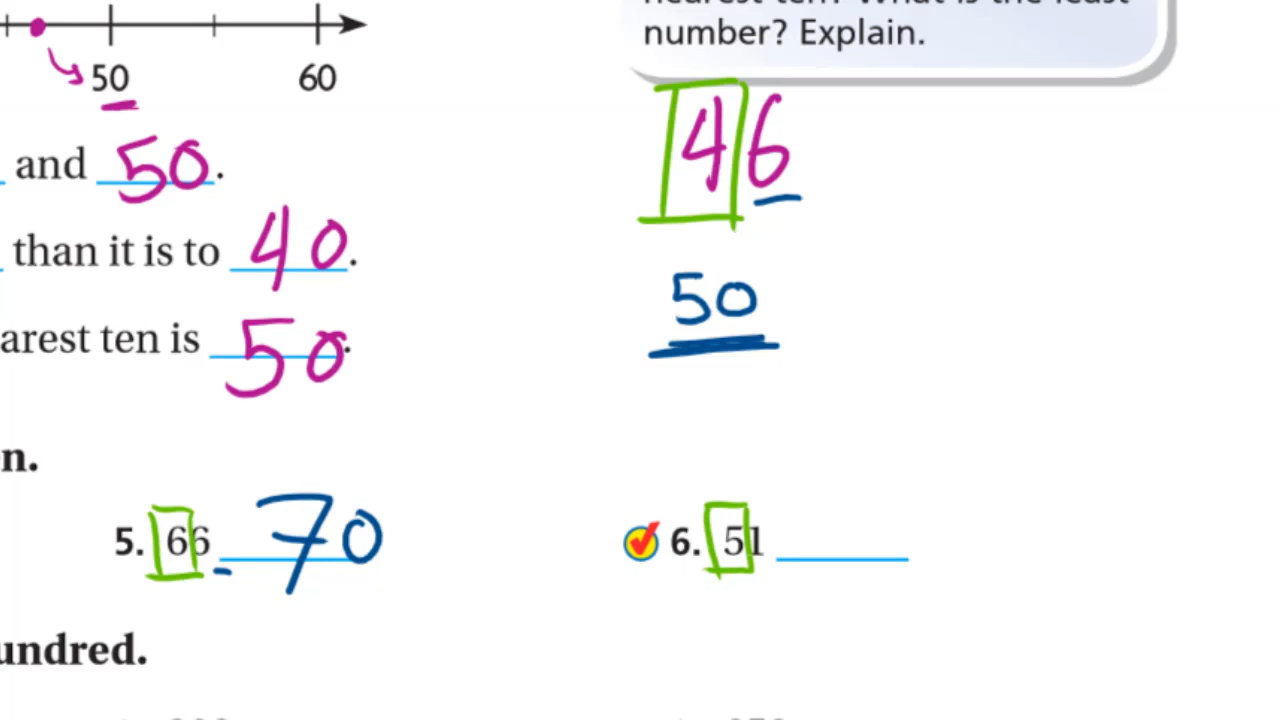 number? Explain.
50 60
46
and 50.
than it is to 40.
50
arest ten is 50.
n.
5. 66 70
6. 51
undred.